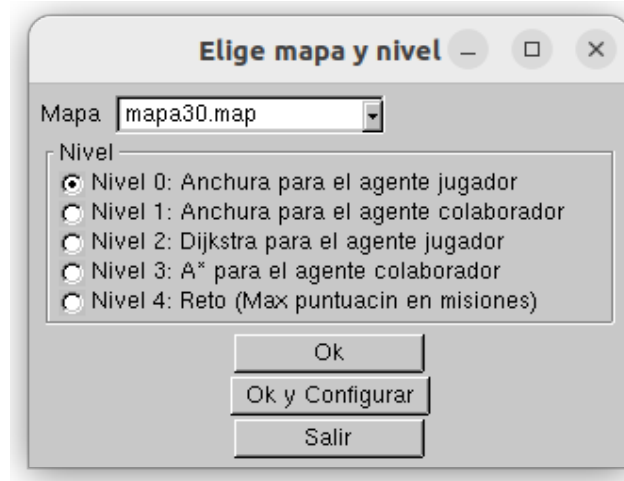 Elige mapa y nivel
Mapa mapa30.map
Nivel
Nivel 0: Anchura para el agente jugador
Nivel 1: Anchura para el agente colaborador
Nivel 2: Dijkstra para el agente jugador
Nivel 3: A* para el agente colaborador
Nivel 4: Reto (Max puntuacin en misiones)
Ok
Ok y Configurar
Salir